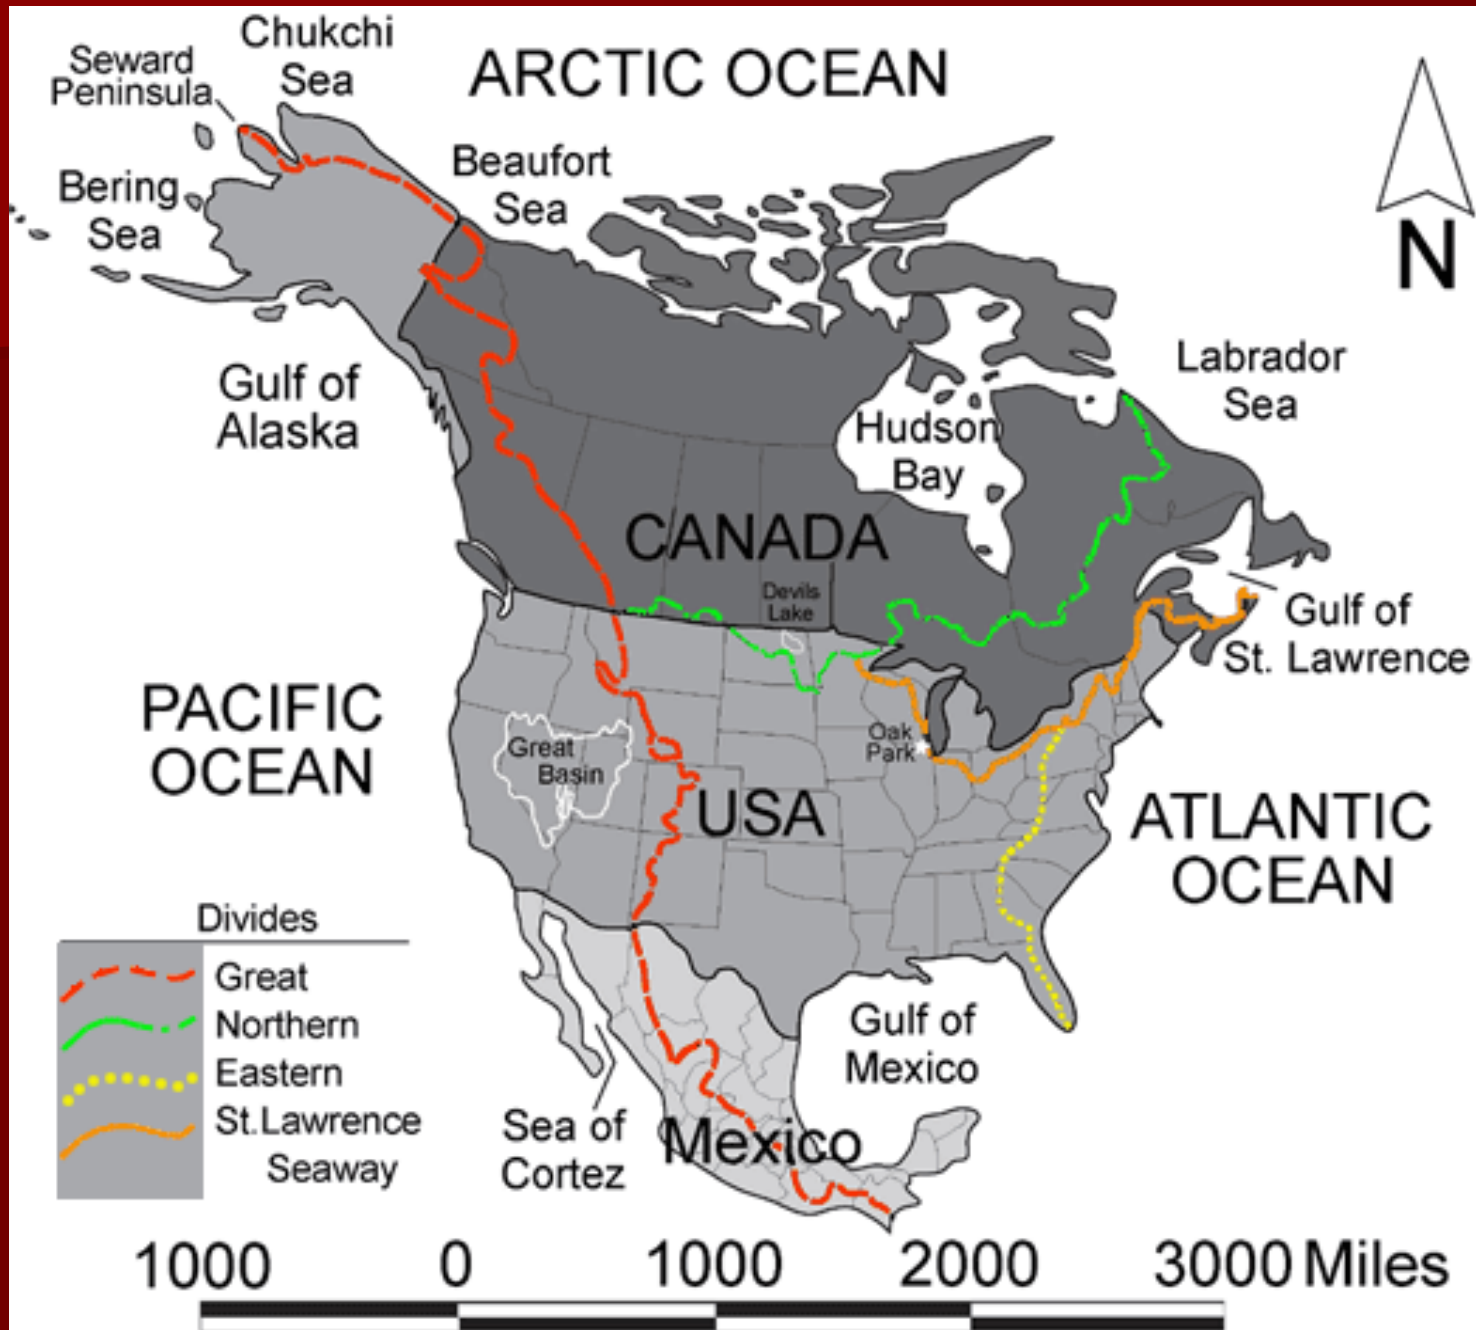 Chukchi
Sea
Seward
Peninsula
ARCTIC OCEAN
Beaufort
Sea
Bering
Sea
N
Labrador
Sea
Gulf of
Alaska
Hudson
Bay
CANADA
Devils
Lake
Gulf of
St. Lawrence
PACIFIC
OCEAN
Great
Basin
Oak
Park
USA
ATLANTIC
OCEAN
Divides
Great
Northern
Eastern
St.Lawrence
Seaway
Gulf of
Mexico
Sea of
Cortez
Mexico
1000 0 1000 2000 3000 Miles